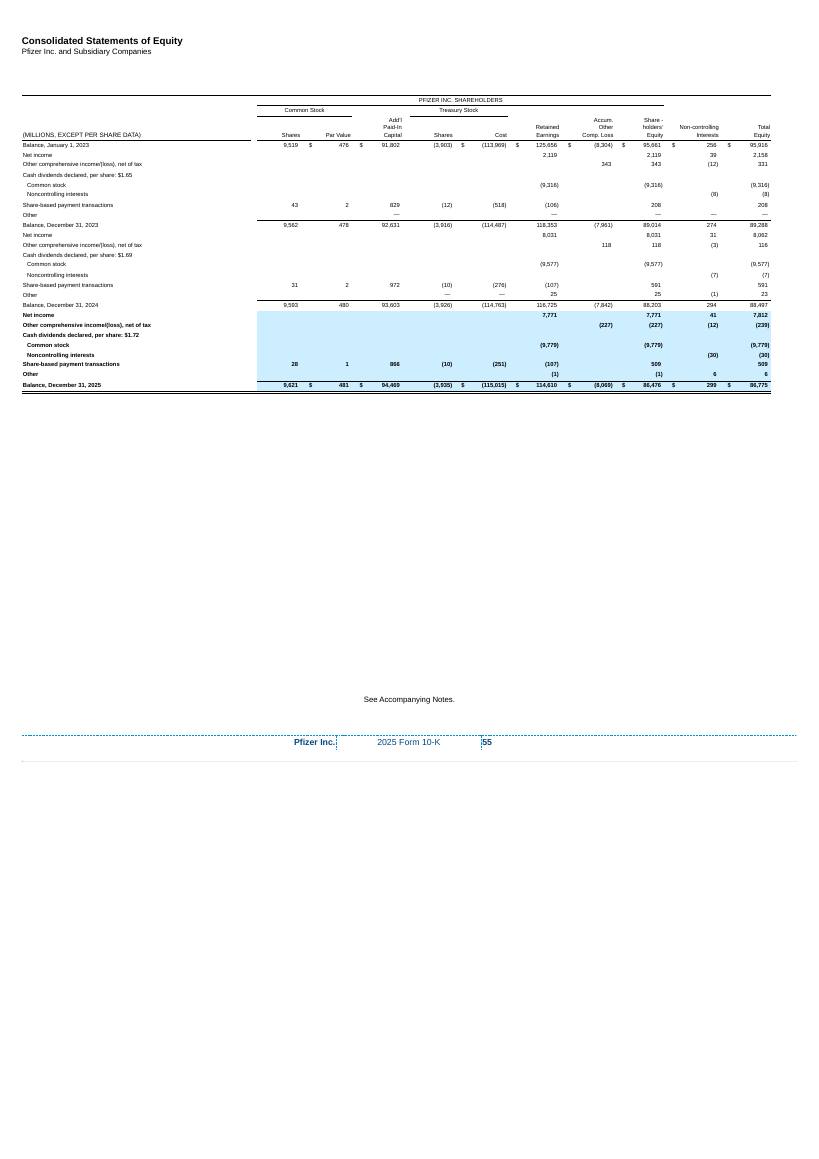 Consolidated Statements of Equity
Pfizer Inc. and Subsidiary Companies
PFIZER INC. SHAREHOLDERS
Common Stock Treasury Stock
(MILLIONS, EXCEPT PER SHARE DATA) Shares Par Value Add'l Paid-In Capital Shares Cost Retained Earnings Accum. Other Comp. Loss Share - holders' Equity Non-controlling Interests Total Equity
Balance, January 1, 2023 9,519 $ 476 $ 91,802 (3,903) $ (113,969) $ 125,656 $ (8,304) $ 95,661 $ 256 $ 95,916
Net income 2,119 2,119 39 2,158
Other comprehensive income/(loss), net of tax 343 343 (12) 331
Cash dividends declared, per share: $1.65
Common stock (9,316) (9,316) (9,316)
Noncontrolling interests (8) (8)
Share-based payment transactions 43 2 829 (12) (518) (106) 208 208
Other — — — — —
Balance, December 31, 2023 9,562 478 92,631 (3,916) (114,487) 118,353 (7,961) 89,014 274 89,288
Net income 8,031 8,031 31 8,062
Other comprehensive income/(loss), net of tax 118 118 (3) 116
Cash dividends declared, per share: $1.69
Common stock (9,577) (9,577) (9,577)
Noncontrolling interests (7) (7)
Share-based payment transactions 31 2 972 (10) (276) (107) 591 591
Other — — 25 25 (1) 23
Balance, December 31, 2024 9,593 480 93,603 (3,926) (114,763) 116,725 (7,842) 88,203 294 88,497
Net income 7,771 7,771 41 7,812
Other comprehensive income/(loss), net of tax (227) (227) (12) (239)
Cash dividends declared, per share: $1.72
Common stock (9,779) (9,779) (9,779)
Noncontrolling interests (30) (30)
Share-based payment transactions 28 1 866 (10) (251) (107) 509 509
Other (1) (1) 6 6
Balance, December 31, 2025 9,621 $ 481 $ 94,469 (3,935) $ (115,015) $ 114,610 $ (8,069) $ 86,476 $ 299 $ 86,775
See Accompanying Notes.
Pfizer Inc. 2025 Form 10-K 55